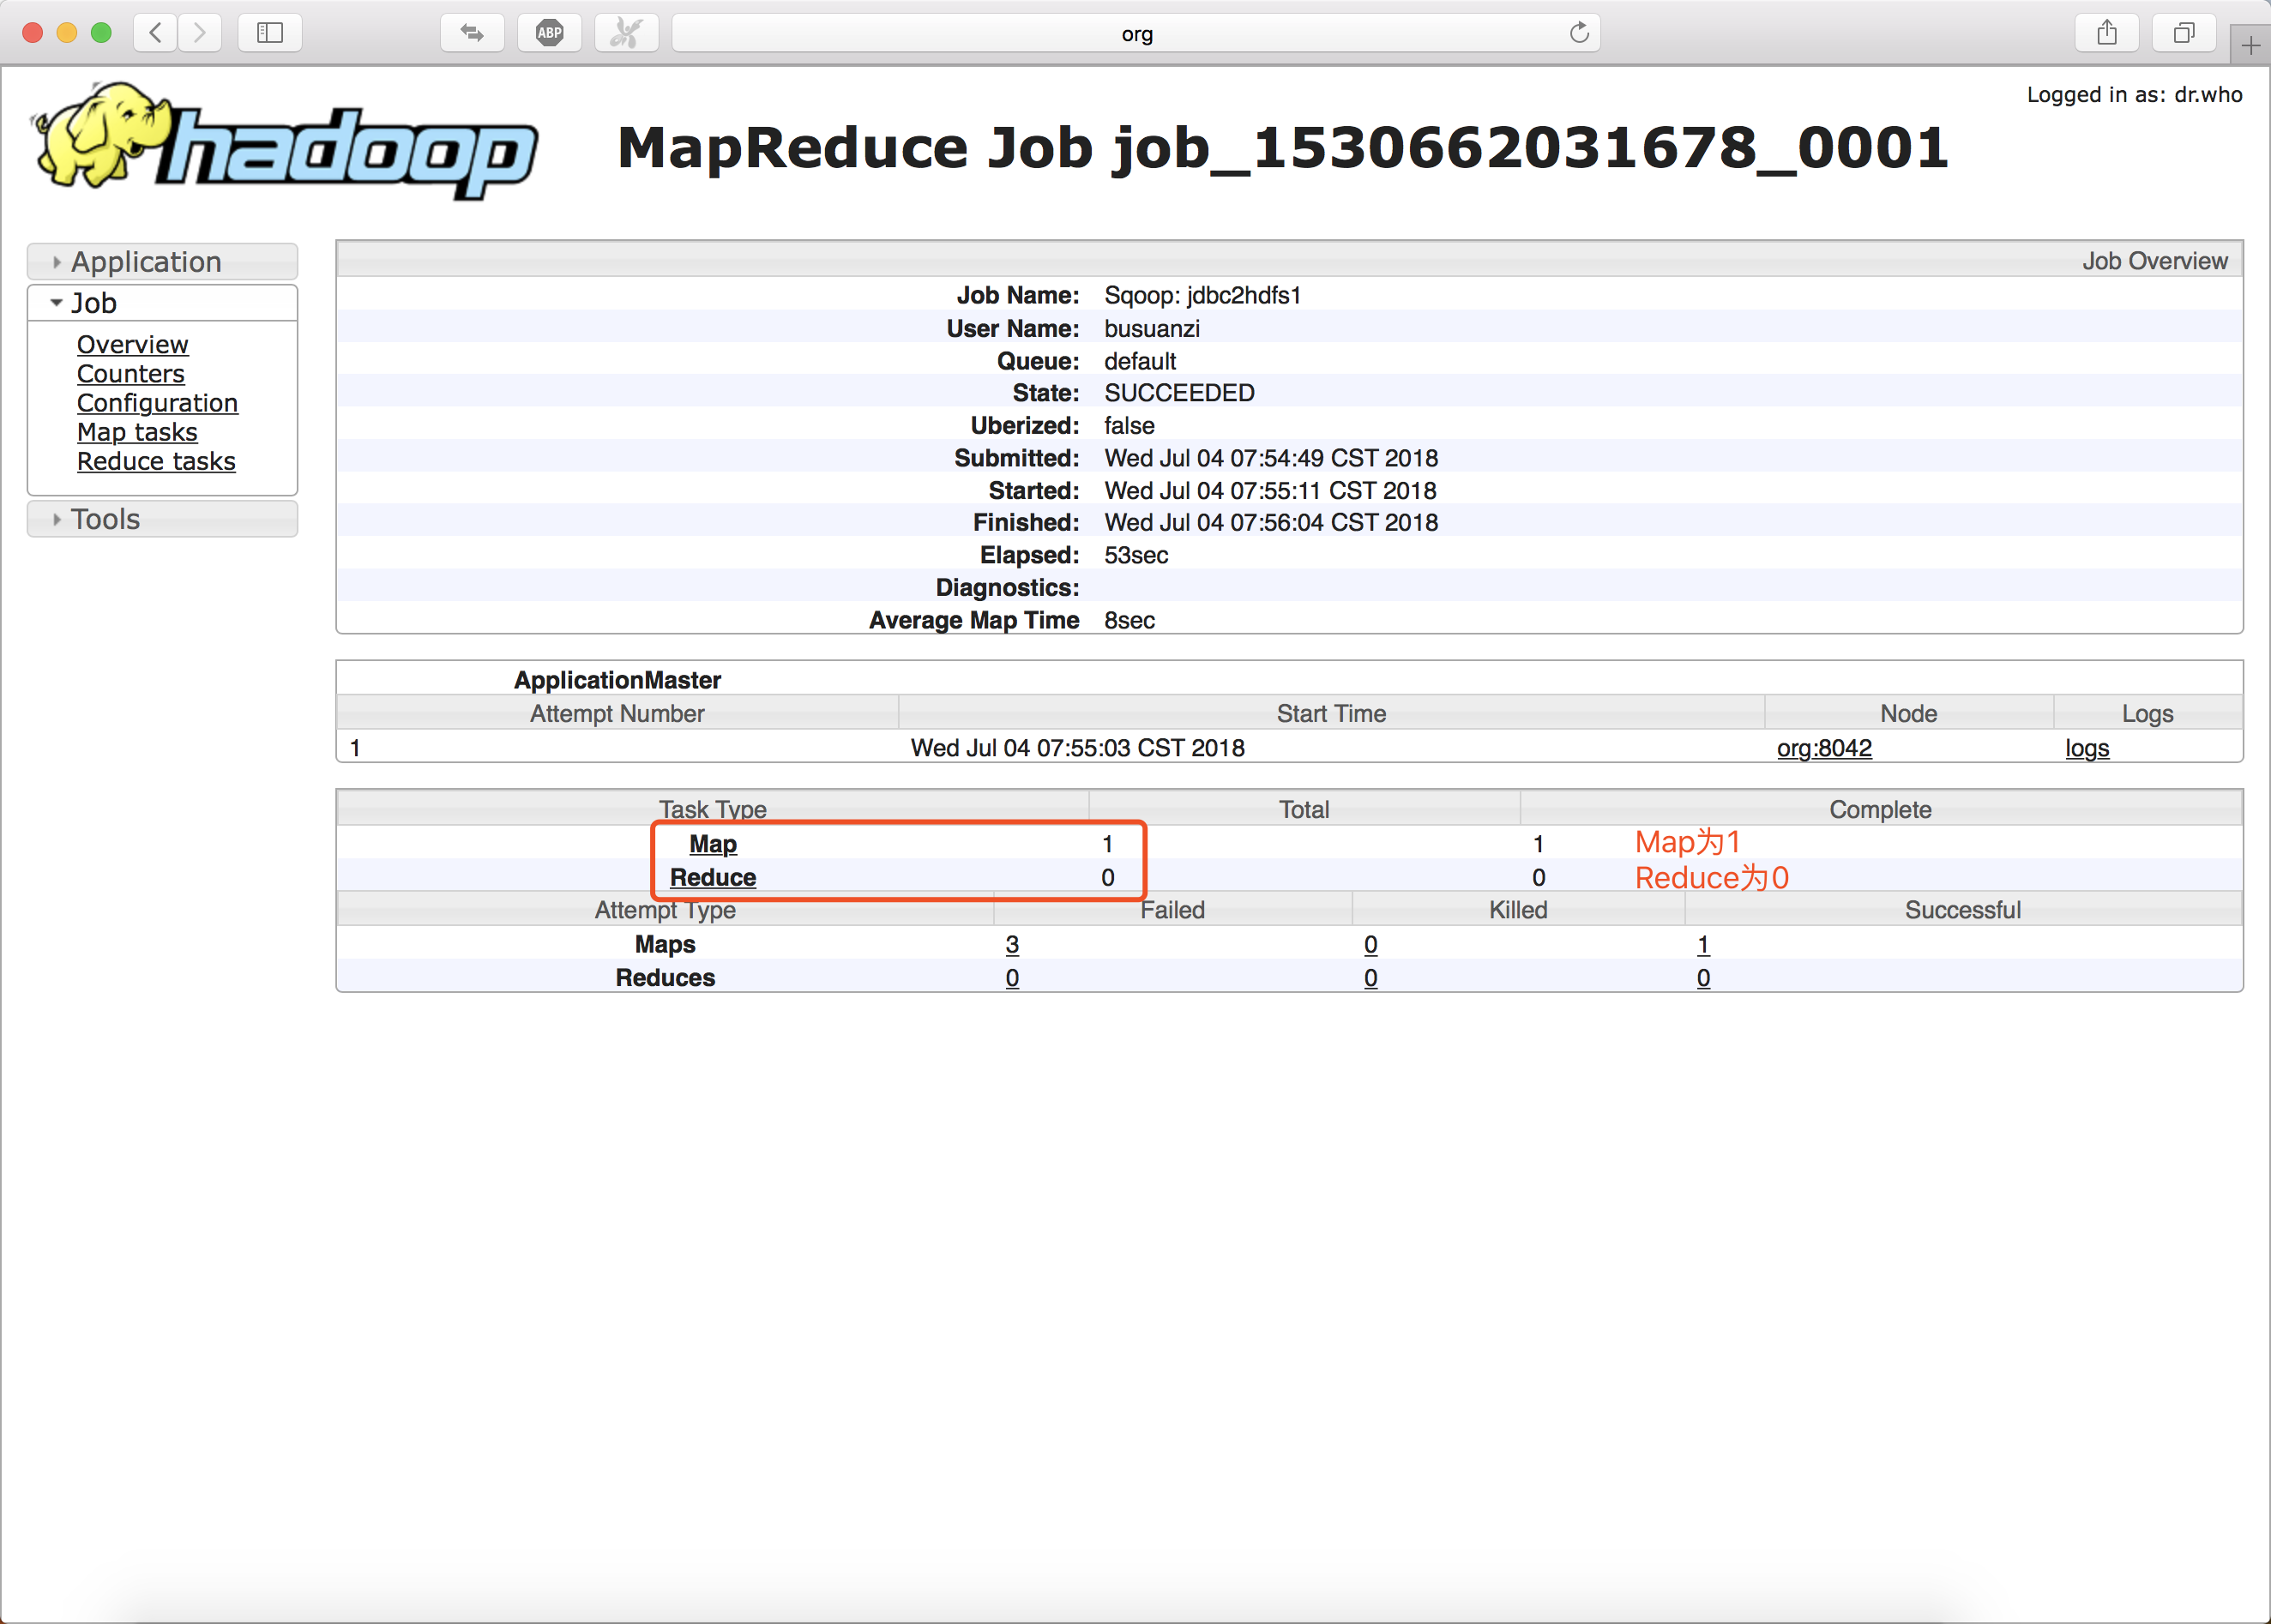 ABP
org
Logged in as: dr.who
hadoop
MapReduce Job job_1530662031678_0001
Application
Job
Overview
Counters
Configuration
Map tasks
Reduce tasks
Tools
Job Overview
Job Name: Sqoop: jdbc2hdfs1
User Name: busuanzi
Queue: default
State: SUCCEEDED
Uberized: false
Submitted: Wed Jul 04 07:54:49 CST 2018
Started: Wed Jul 04 07:55:11 CST 2018
Finished: Wed Jul 04 07:56:04 CST 2018
Elapsed: 53sec
Diagnostics:
Average Map Time 8sec
ApplicationMaster
Attempt Number Start Time Node Logs
1 Wed Jul 04 07:55:03 CST 2018 org:8042 logs
Task Type Total Complete
Map 1 1 Map为1
Reduce 0 0 Reduce为0
Attempt Type Failed Killed Successful
Maps 3 0 1
Reduces 0 0 0